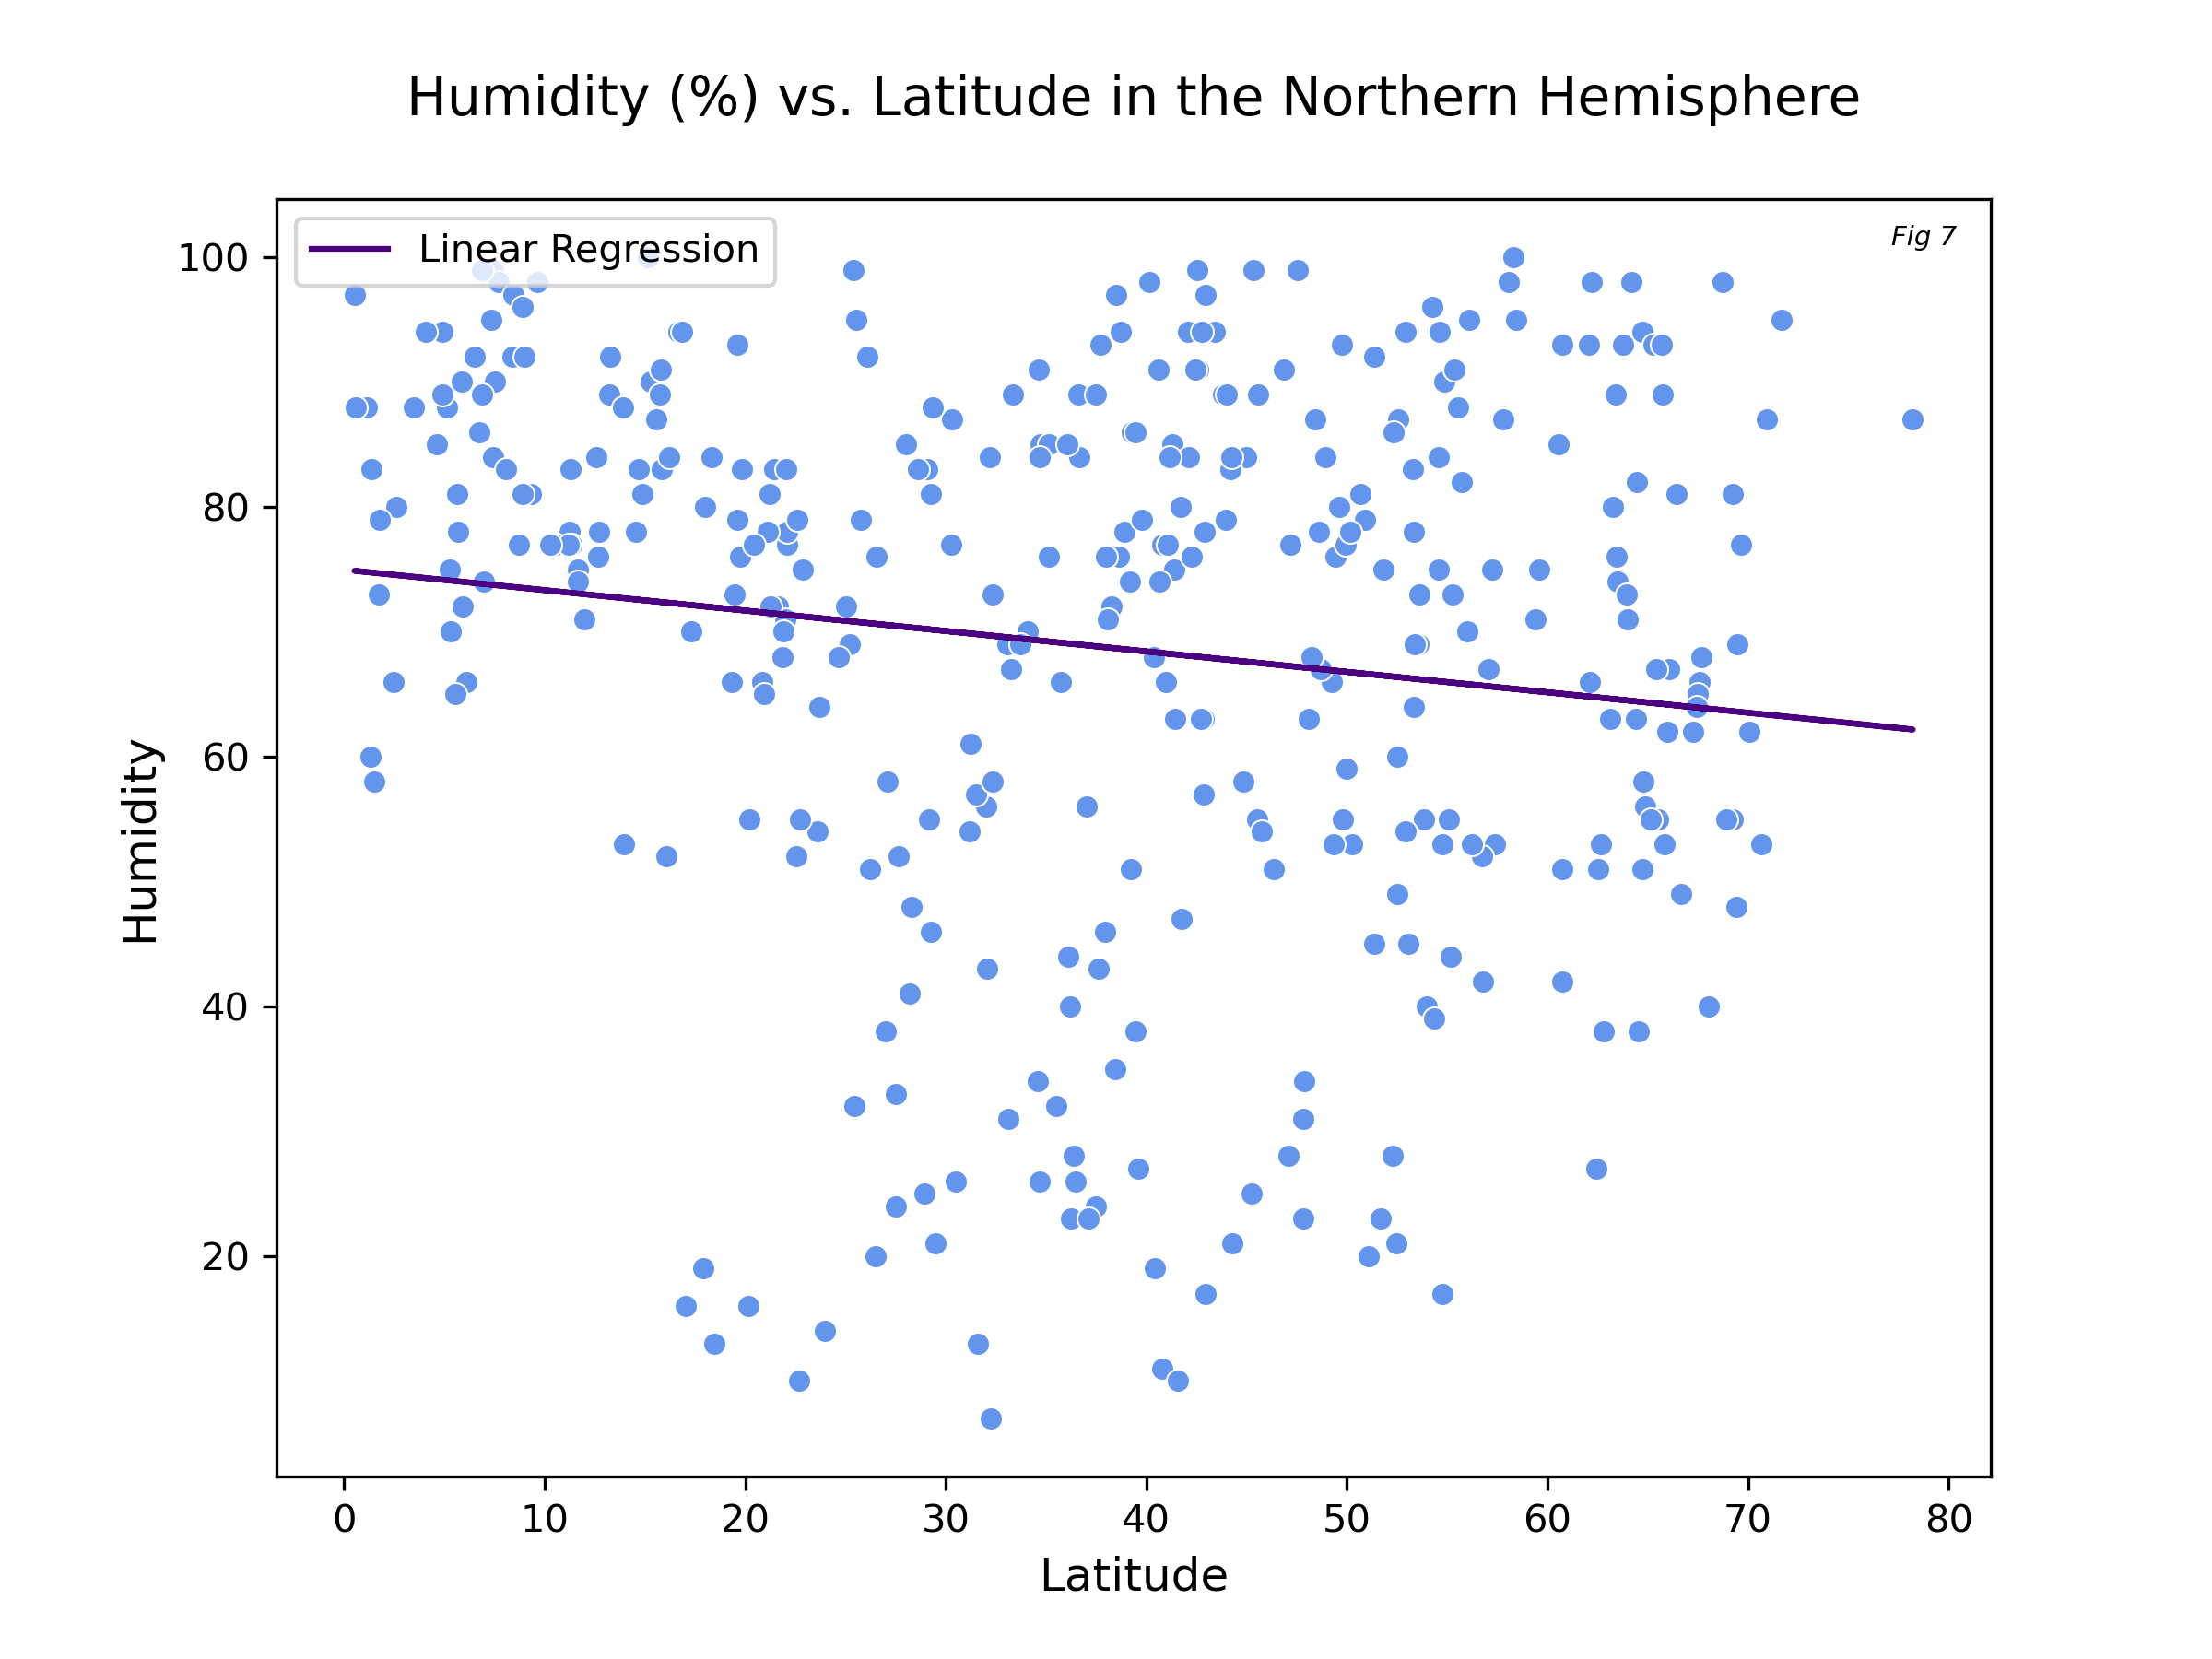 Humidity (%) vs. Latitude in the Northern Hemisphere
Linear Regression
Fig 7
100
80
60
40
20
Humidity
0 10 20 30 40 50 60 70 80
Latitude